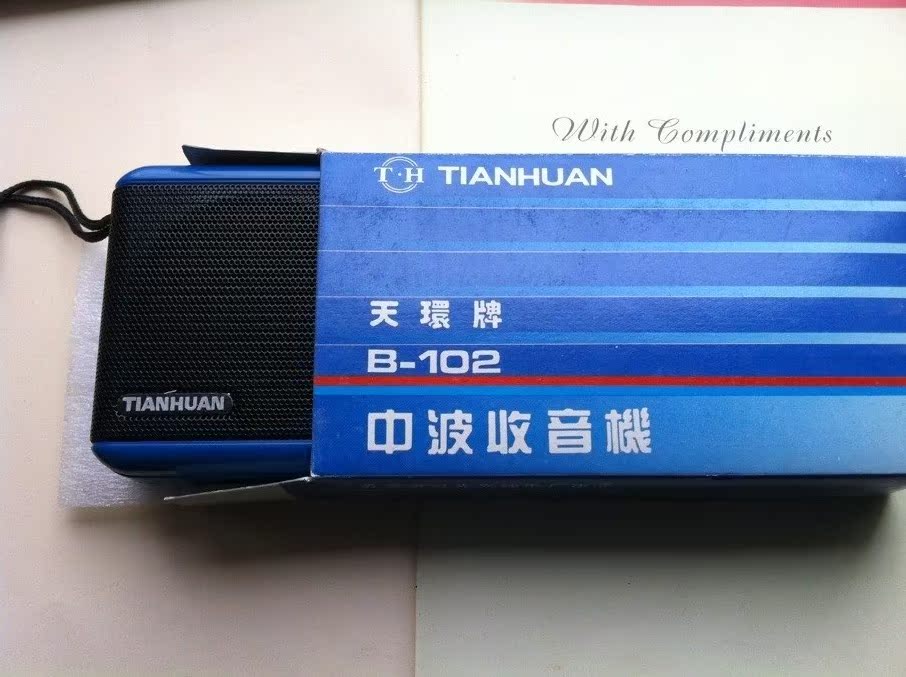 With Compliments
T·H TIANHUAN
天環牌
B-102
TIANHUAN
中波收音機